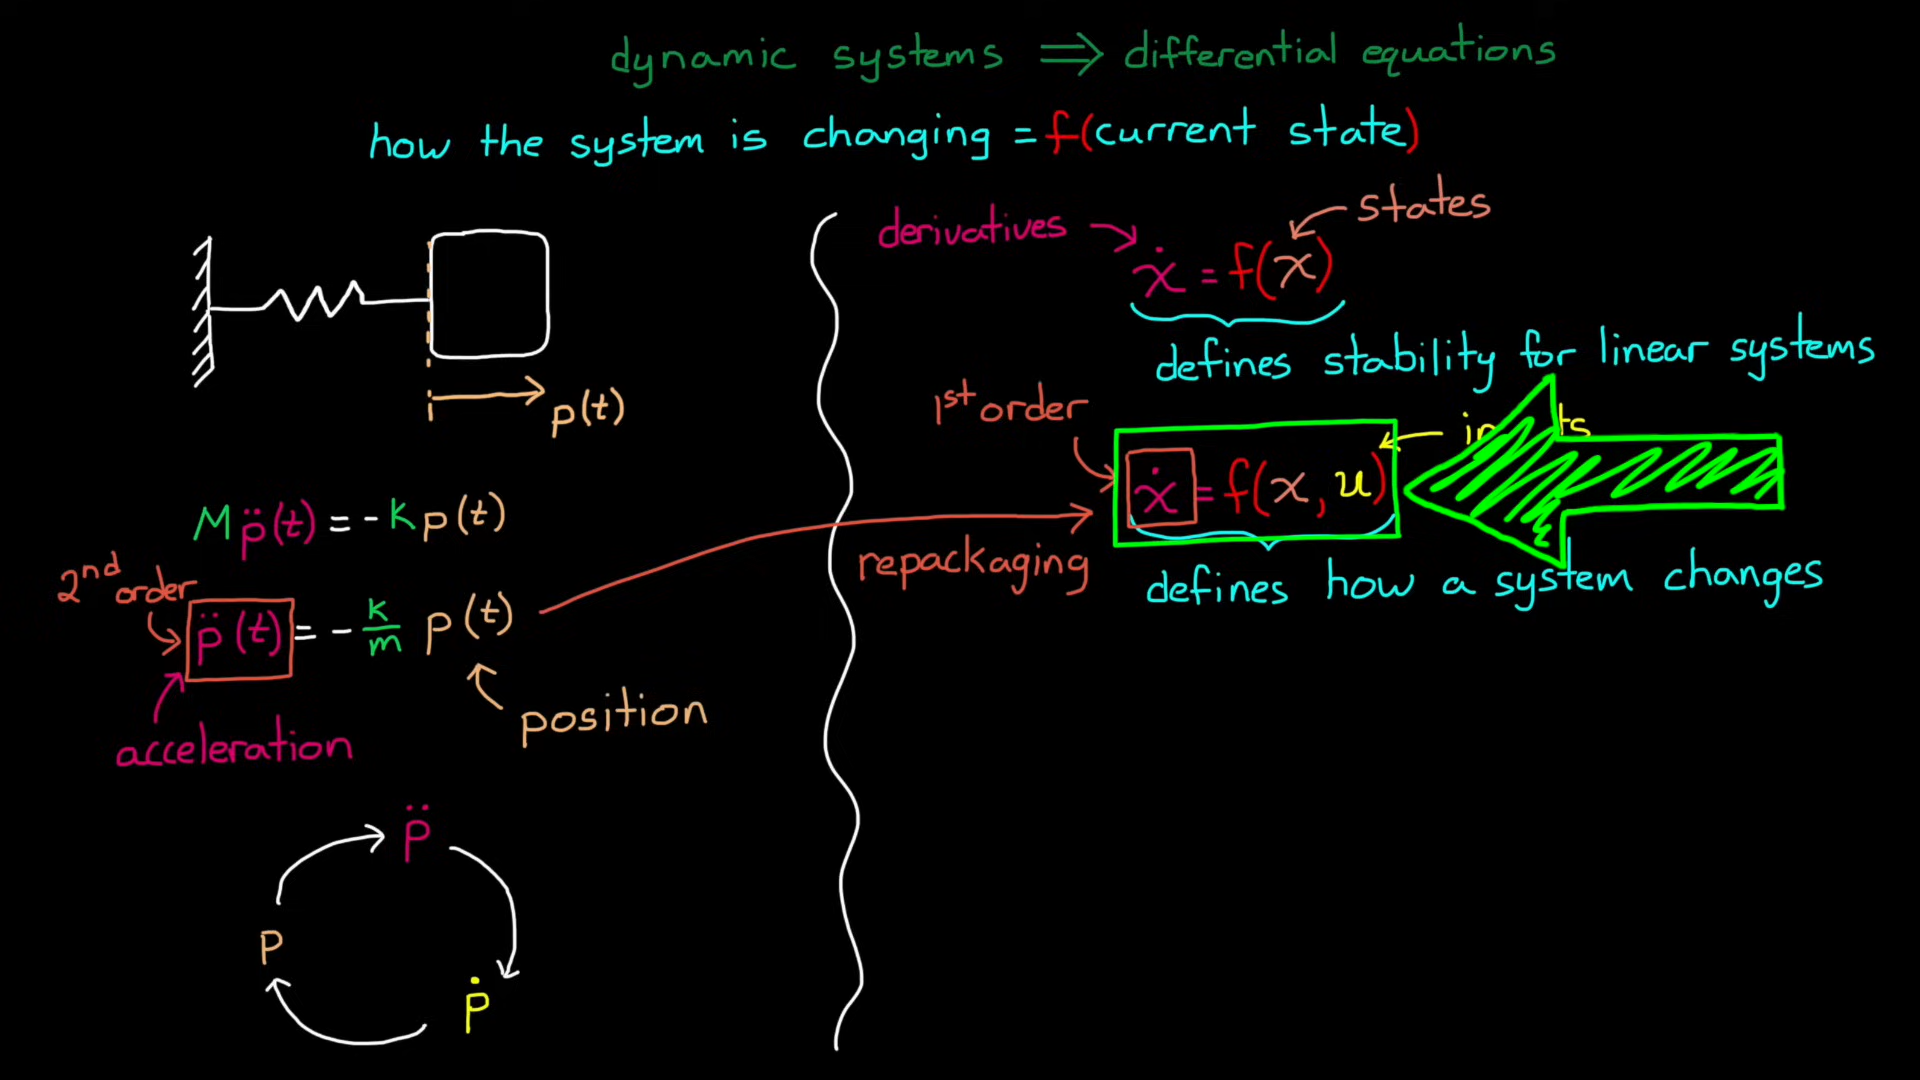 dynamic systems ⟹ differential equations
how the system is changing = f(current state)
p(t)
M p̈(t) = -K p(t)
2nd order
p̈(t) = - K/m p(t)
acceleration
position
p̈
p
ṗ
derivatives
states
ẋ = f(x)
defines stability for linear systems
1st order
ẋ = f(x, u)
repackaging
defines how a system changes